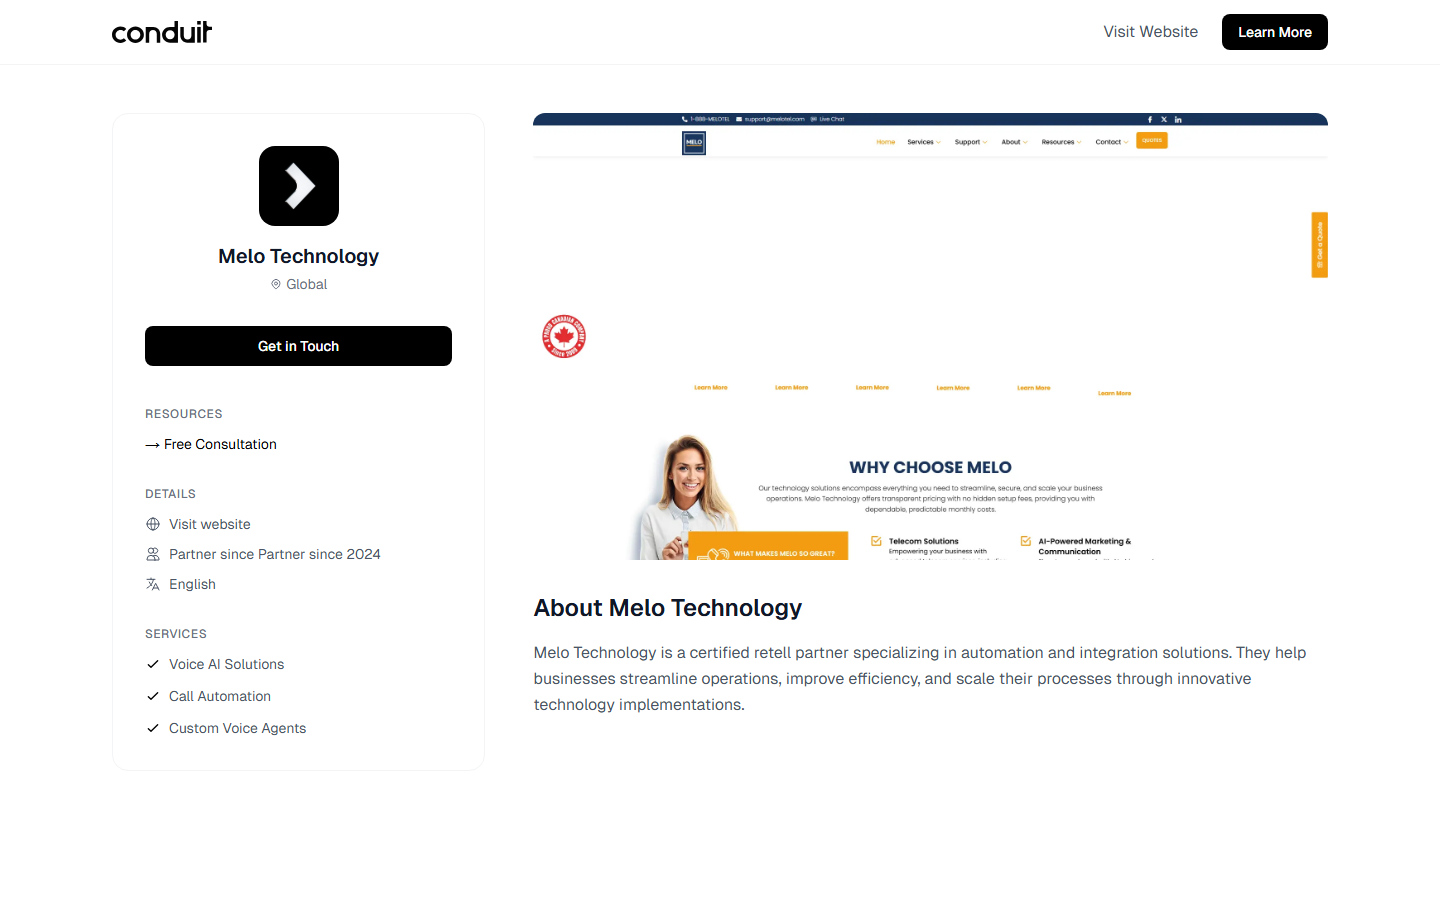 conduit
Visit Website
Learn More
Melo Technology
Global
Get in Touch
RESOURCES
→ Free Consultation
DETAILS
Visit website
Partner since Partner since 2024
English
SERVICES
Voice AI Solutions
Call Automation
Custom Voice Agents
1-888-MELOTEL
support@melotel.com
Live Chat
MELO
Home
Services
Support
About
Resources
Contact
QUOTES
Get a Quote
A PROUD CANADIAN COMPANY
Learn More
Learn More
Learn More
Learn More
Learn More
Learn More
WHY CHOOSE MELO
Our technology solutions encompass everything you need to streamline, secure, and scale your business
operations. Melo Technology offers transparent pricing with no hidden setup fees, providing you with
dependable, predictable monthly costs.
WHAT MAKES MELO SO GREAT?
Telecom Solutions
Empowering your business with
AI-Powered Marketing &
Communication
About Melo Technology
Melo Technology is a certified retell partner specializing in automation and integration solutions. They help
businesses streamline operations, improve efficiency, and scale their processes through innovative
technology implementations.